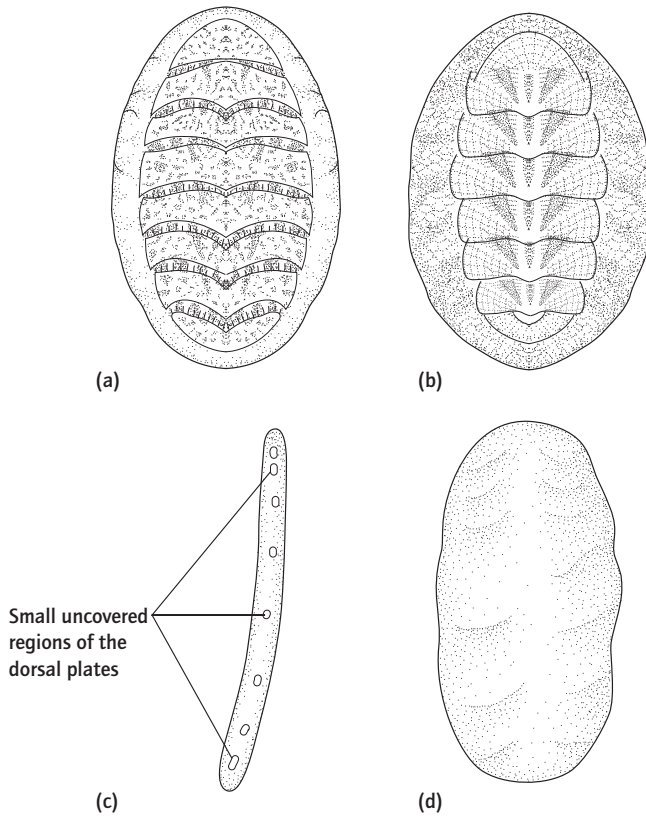 (a)
(b)
Small uncovered
regions of the
dorsal plates
(c)
(d)